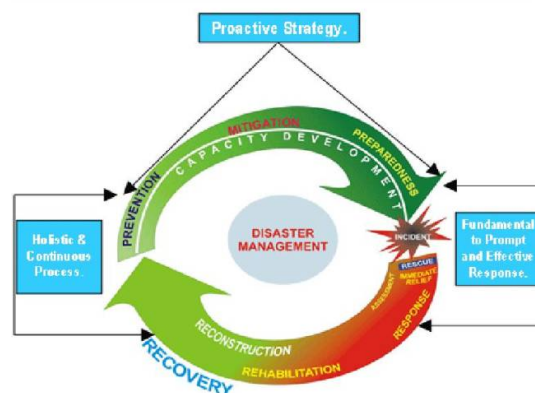 Proactive Strategy.
MITIGATION
CAPACITY DEVELOPMENT
PREPAREDNESS
PREVENTION
Holistic &
Continuous
Process.
DISASTER
MANAGEMENT
INCIDENT
Fundamental
to Prompt
and Effective
Response.
RESCUE
IMMEDIATE
RELIEF
ASSESSMENT
RESPONSE
RECONSTRUCTION
REHABILITATION
RECOVERY